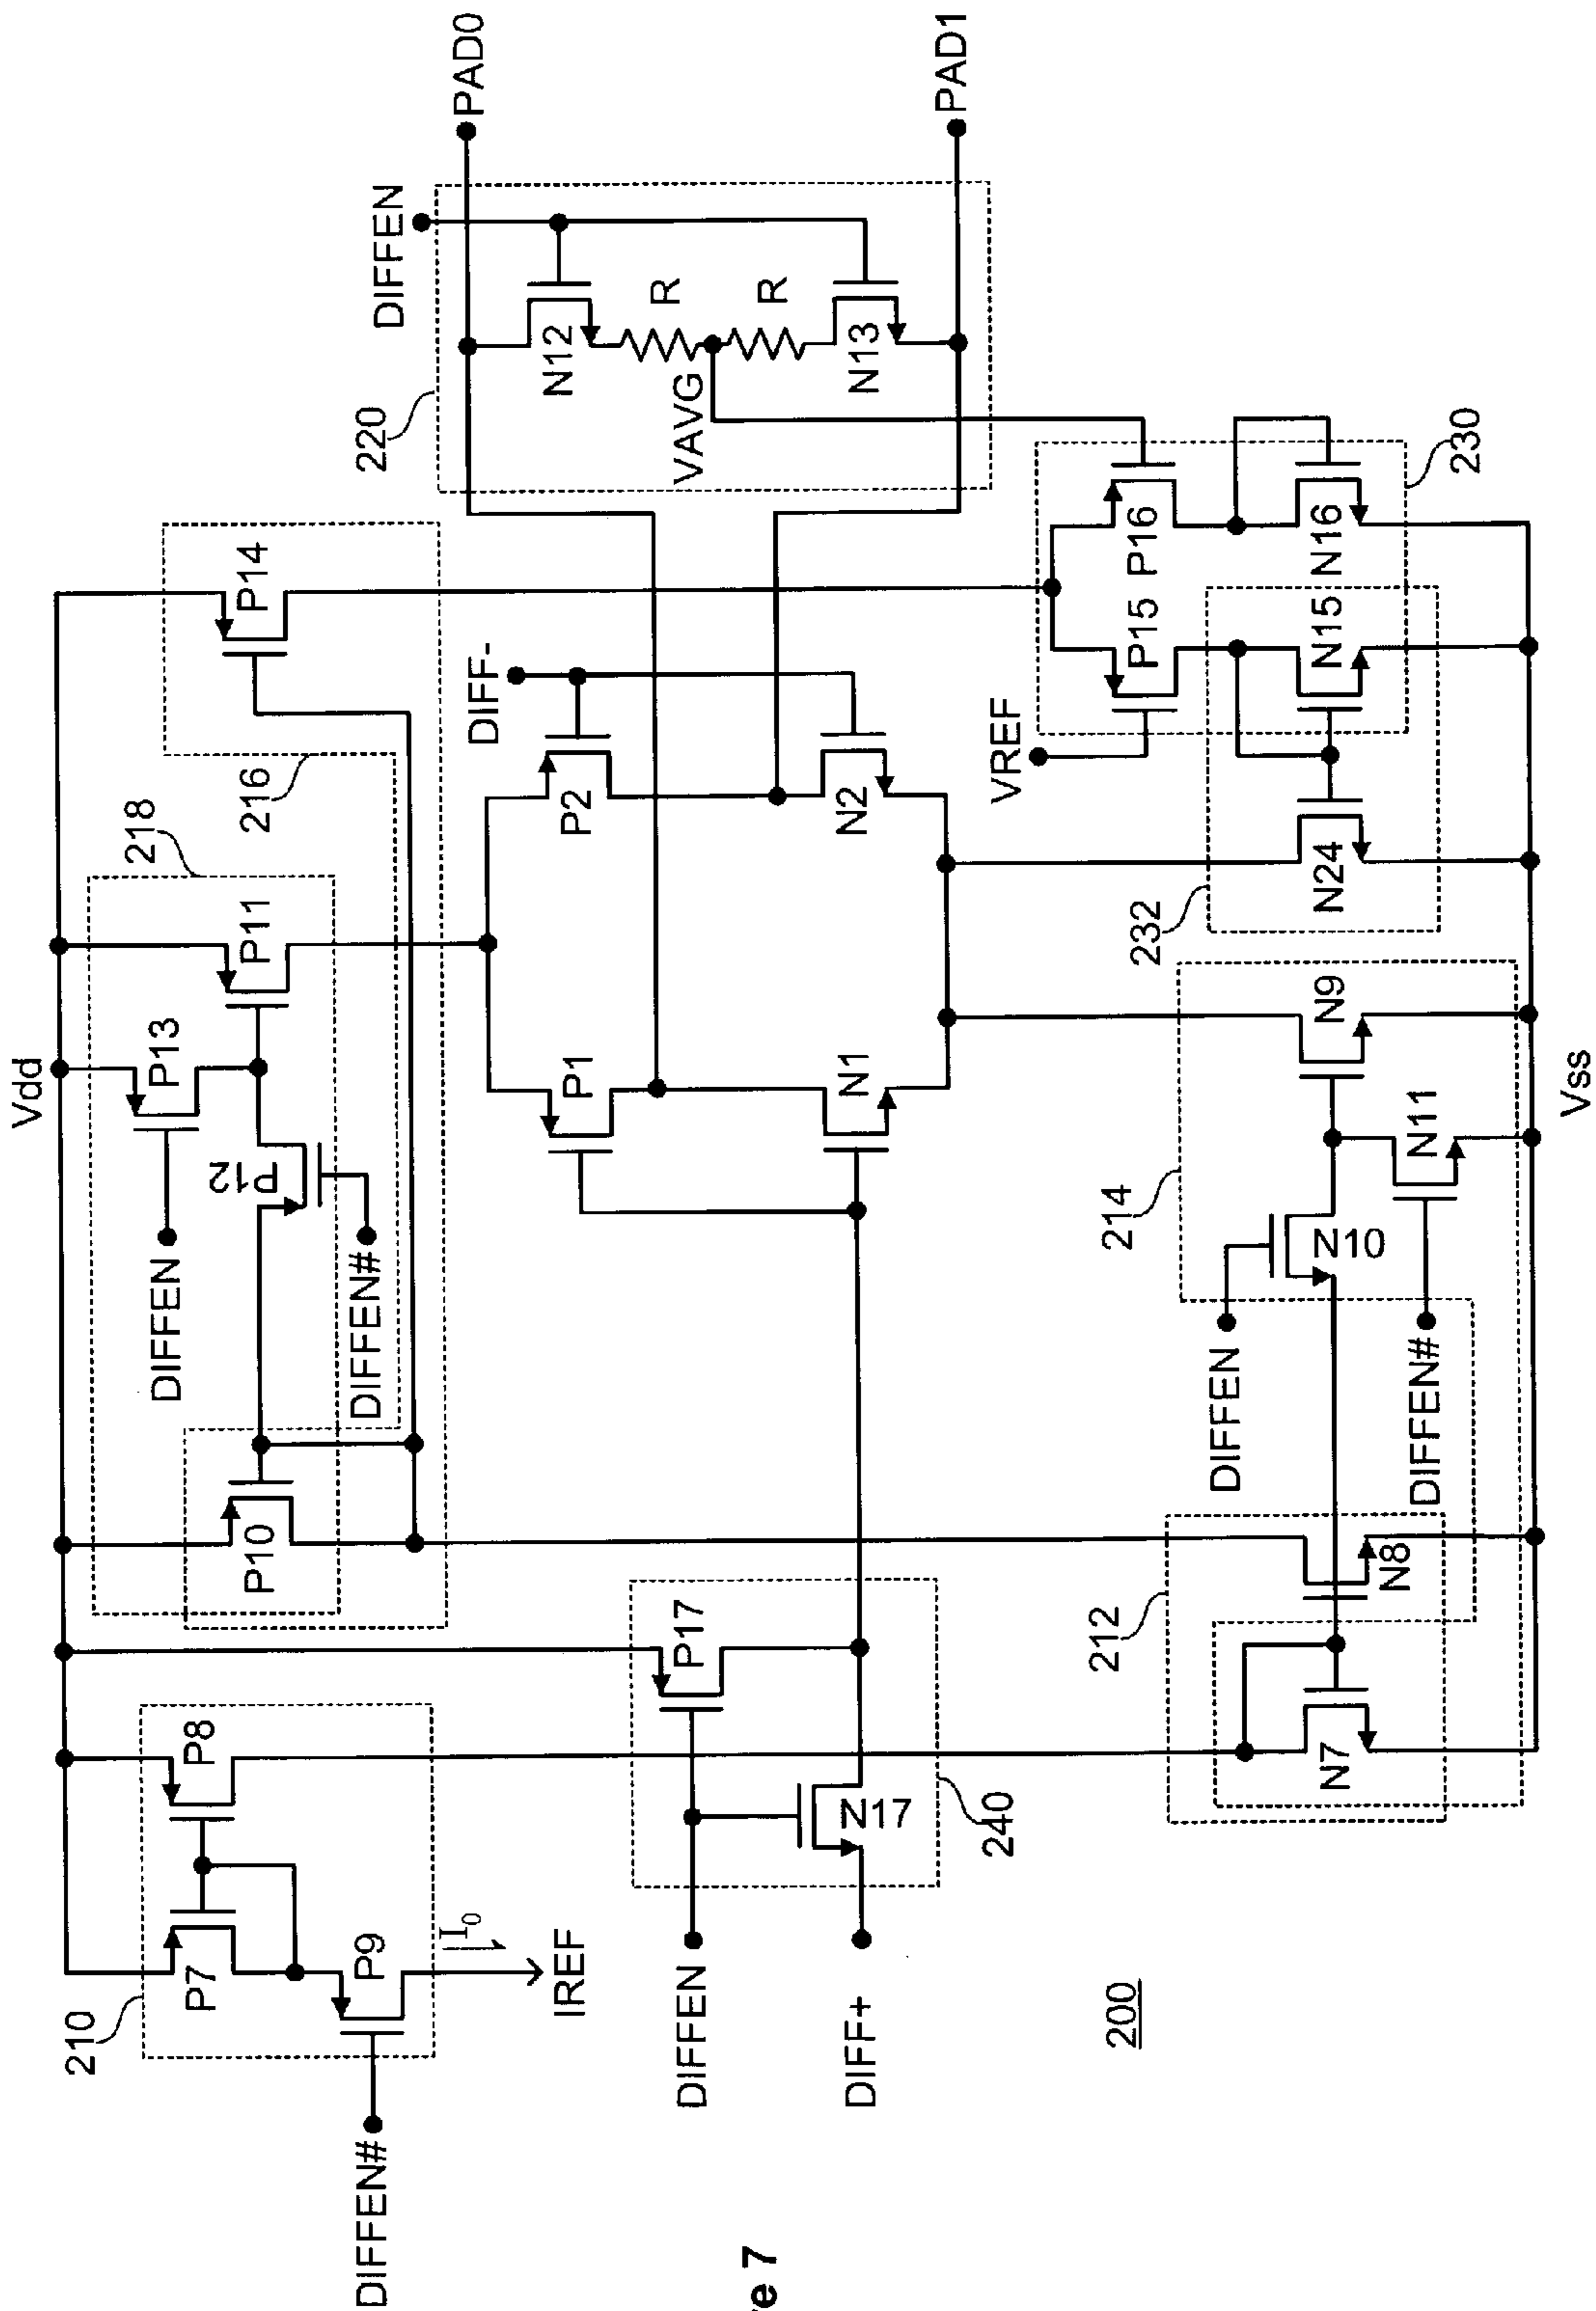 PAD0
PAD1
DIFFEN
N12
R
VAVG
R
N13
220
P14
216
218
P11
P13
Vdd
P12
DIFFEN
DIFFEN#
P10
DIFF-
P2
N2
P1
N1
VREF
P15
P16
N15
N16
230
N24
232
N9
N11
N10
214
Vss
DIFFEN
DIFFEN#
N8
212
N7
P17
N17
240
P8
P7
P9
210
I0
IREF
DIFFEN
DIFF+
DIFFEN#
200
re 7